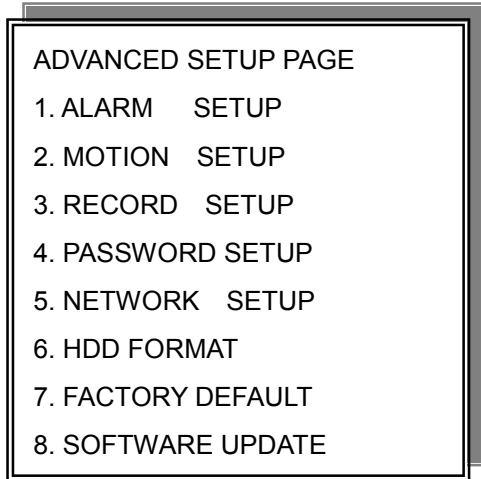 ADVANCED SETUP PAGE
1. ALARM SETUP
2. MOTION SETUP
3. RECORD SETUP
4. PASSWORD SETUP
5. NETWORK SETUP
6. HDD FORMAT
7. FACTORY DEFAULT
8. SOFTWARE UPDATE